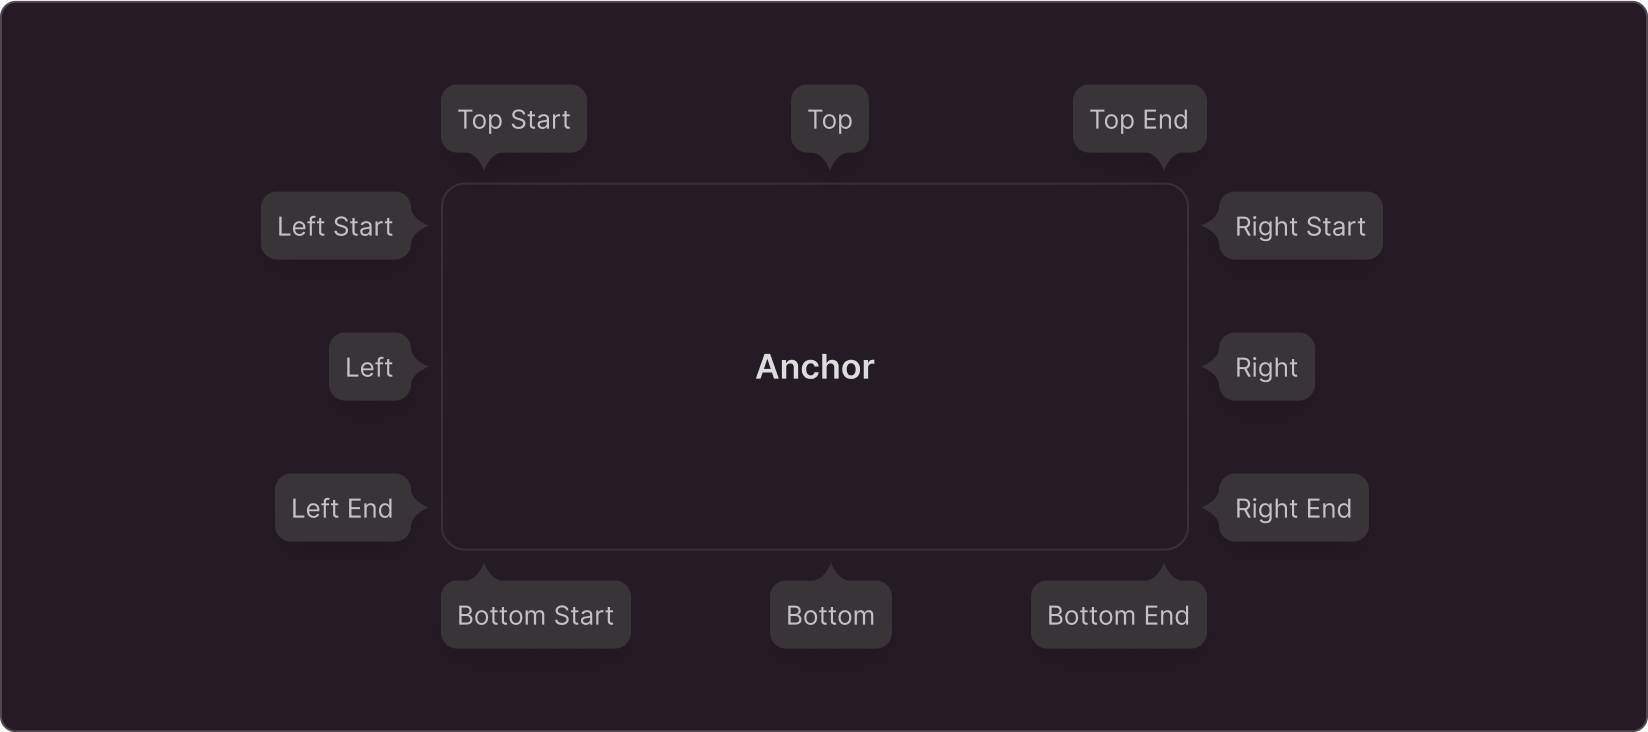 Top Start
Top
Top End
Left Start
Right Start
Left
Anchor
Right
Left End
Right End
Bottom Start
Bottom
Bottom End